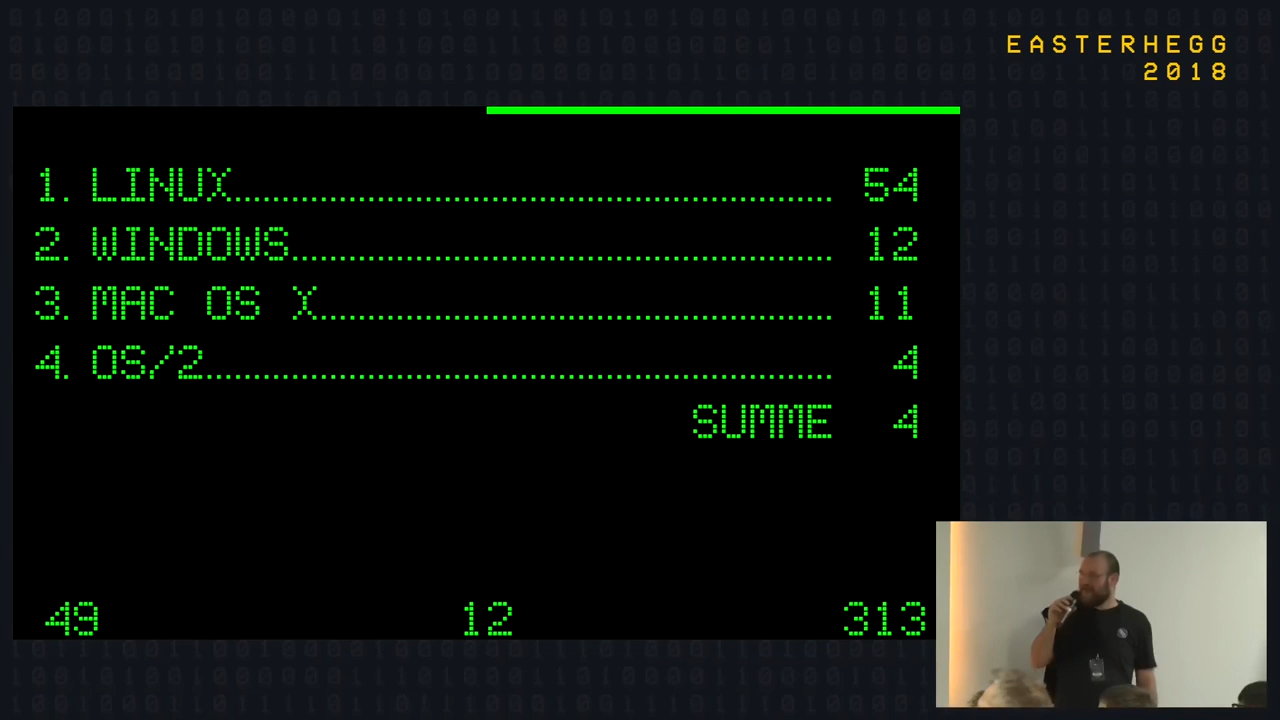 EASTERHEGG
2018
1. LINUX 54
2. WINDOWS 12
3. MAC OS X 11
4. OS/2 4
SUMME 4
49 12 313